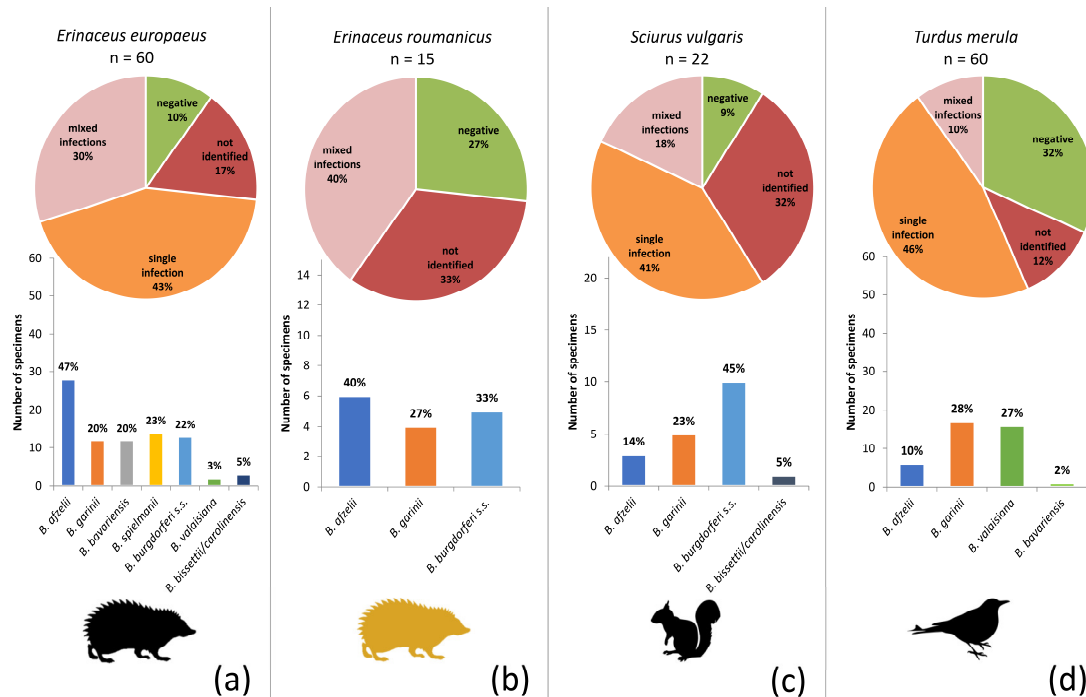 Erinaceus europaeus
n = 60
negative
10%
not
identified
17%
single
infection
43%
mixed
infections
30%
Number of specimens
60
50
40
30
20
10
0
47%
20%
20%
23%
22%
3%
5%
B. afzelii
B. garinii
B. bavariensis
B. spielmanii
B. burgdorferi s.s.
B. valaisiana
B. bissettii/carolinensis
(a)
Erinaceus roumanicus
n = 15
negative
27%
not
identified
33%
mixed
infections
40%
Number of specimens
14
12
10
8
6
4
2
0
40%
27%
33%
B. afzelii
B. garinii
B. burgdorferi s.s.
(b)
Sciurus vulgaris
n = 22
negative
9%
not
identified
32%
single
infection
41%
mixed
infections
18%
Number of specimens
20
15
10
5
0
14%
23%
45%
5%
B. afzelii
B. garinii
B. burgdorferi s.s.
B. bissettii/carolinensis
(c)
Turdus merula
n = 60
negative
32%
not
identified
12%
single
infection
46%
mixed
infections
10%
Number of specimens
60
50
40
30
20
10
0
10%
28%
27%
2%
B. afzelii
B. garinii
B. valaisiana
B. bavariensis
(d)